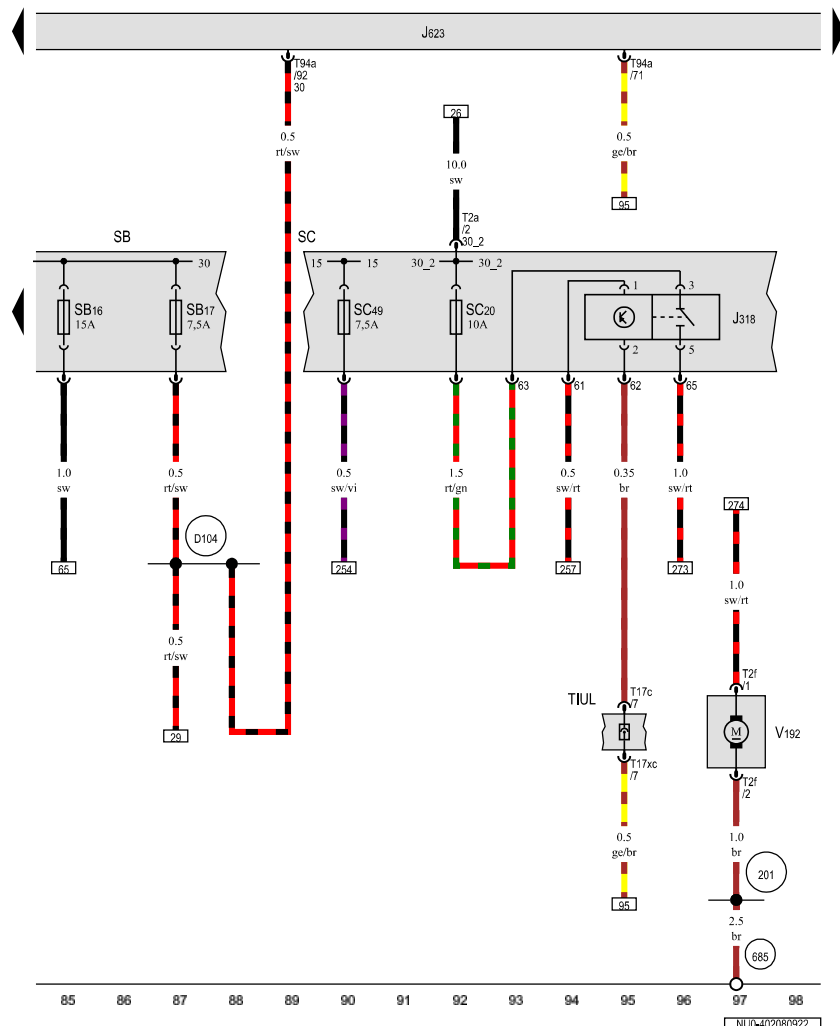 J623
T94a
/92
30
T94a
/71
26
0.5
rt/sw
0.5
ge/br
10.0
sw
95
T2a
/2
30_2
SB
SC
30
15
15
30_2
30_2
1
3
SB16
15A
SB17
7,5A
SC49
7,5A
SC20
10A
J318
2
5
63
61
62
65
1.0
sw
0.5
rt/sw
0.5
sw/vi
1.5
rt/gn
0.5
sw/rt
0.35
br
1.0
sw/rt
274
D104
65
254
257
273
1.0
sw/rt
0.5
rt/sw
T2f
/1
TIUL
T17c
/7
29
M
V192
T17xc
/7
T2f
/2
0.5
ge/br
1.0
br
201
95
2.5
br
685
85 86 87 88 89 90 91 92 93 94 95 96 97 98
NU0-402080922